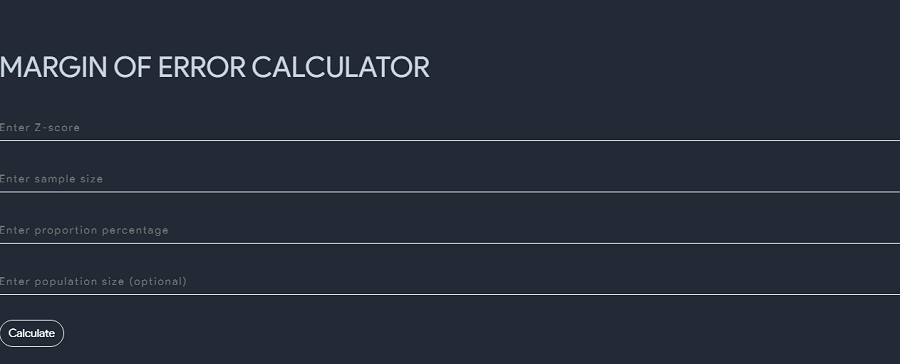 MARGIN OF ERROR CALCULATOR
Enter Z-score
Enter sample size
Enter proportion percentage
Enter population size (optional)
Calculate